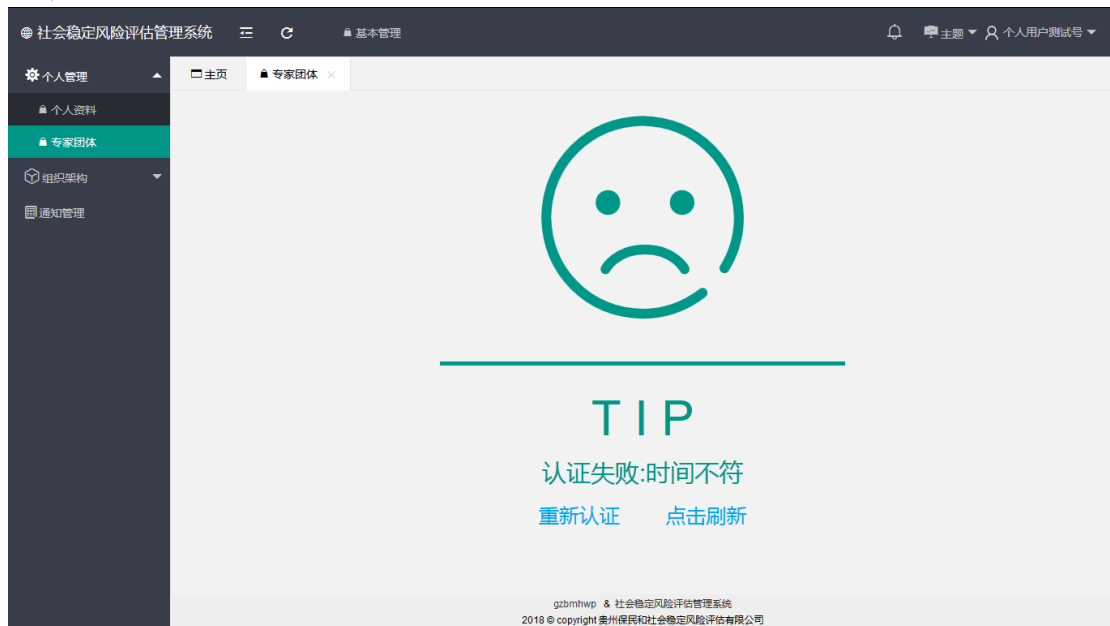 社会稳定风险评估管理系统 基本管理 主题 个人用户测试号
个人管理 主页 专家团体
个人资料
专家团体
组织架构
通知管理
TIP
认证失败:时间不符
重新认证 点击刷新
gzbmhwp & 社会稳定风险评估管理系统
2018 © copyright 贵州保民和社会稳定风险评估有限公司